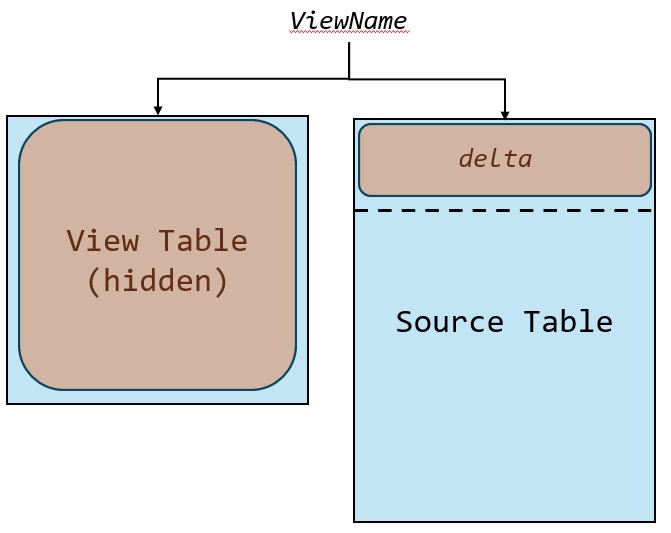 ViewName
delta
View Table
(hidden)
Source Table